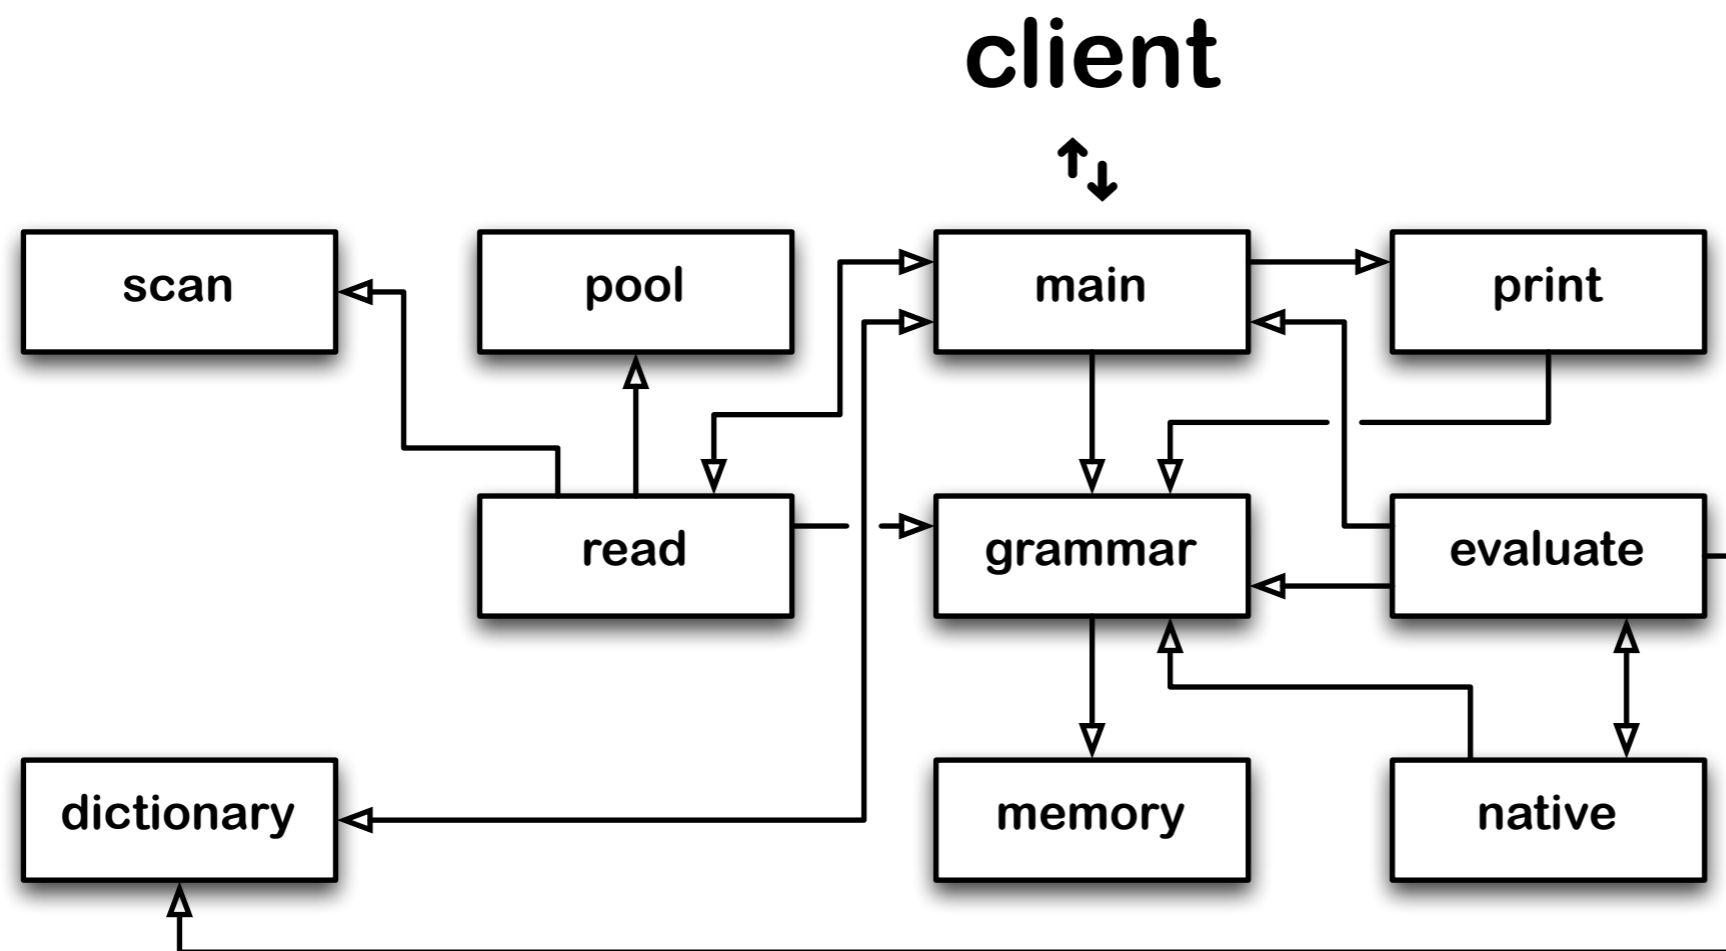 client
scan
pool
main
print
read
grammar
evaluate
dictionary
memory
native